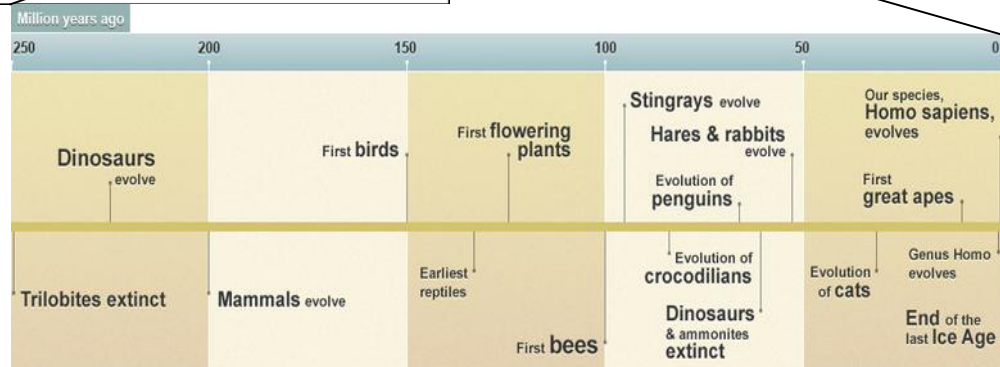 Million years ago
250 200 150 100 50 0
Dinosaurs
evolve
First birds
First flowering
plants
Stingrays evolve
Hares & rabbits
evolve
Evolution of
penguins
Our species,
Homo sapiens,
evolves
First
great apes
Trilobites extinct
Mammals evolve
Earliest
reptiles
First bees
Evolution of
crocodilians
Dinosaurs
& ammonites
extinct
Evolution
of cats
Genus Homo
evolves
End of the
last Ice Age